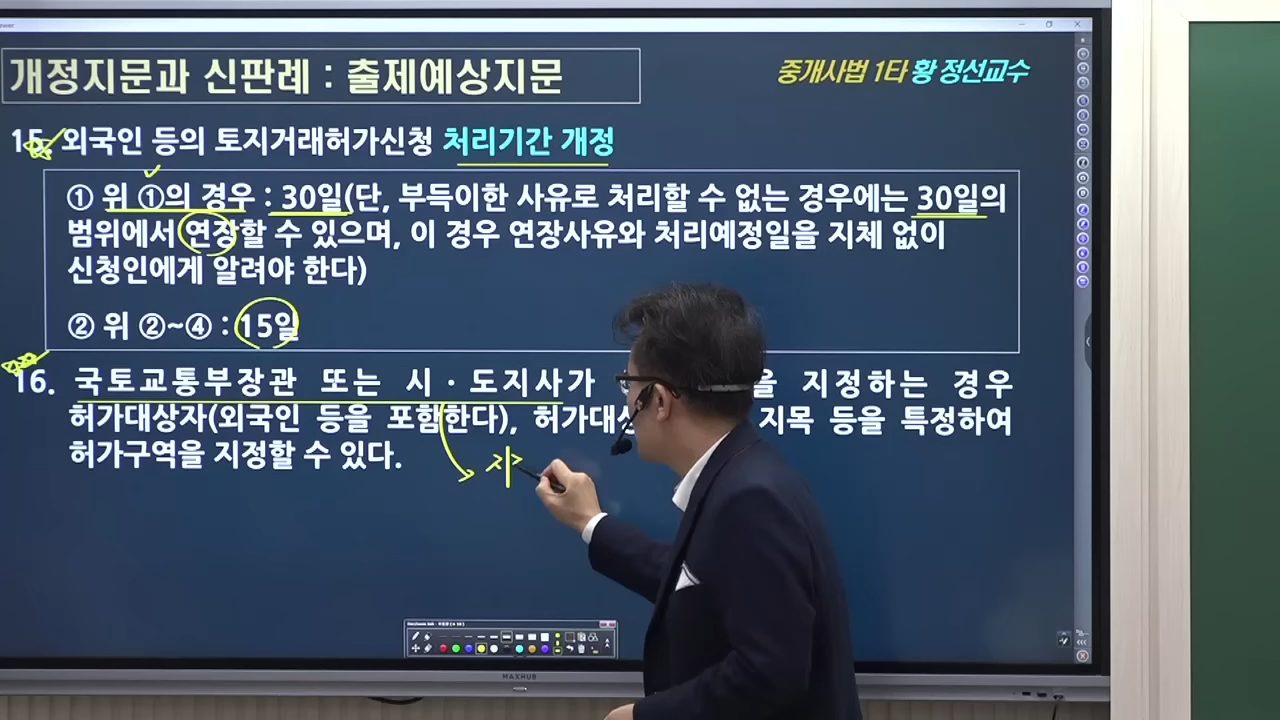 개정지문과 신판례 : 출제예상지문
중개사법 1타 황 정선교수
15. 외국인 등의 토지거래허가신청 처리기간 개정
① 위 ①의 경우 : 30일(단, 부득이한 사유로 처리할 수 없는 경우에는 30일의
범위에서 연장할 수 있으며, 이 경우 연장사유와 처리예정일을 지체 없이
신청인에게 알려야 한다)
② 위 ②~④ : 15일
16. 국토교통부장관 또는 시·도지사가 을 지정하는 경우
허가대상자(외국인 등을 포함한다), 허가대상 지목 등을 특정하여
허가구역을 지정할 수 있다.
MAXHUB